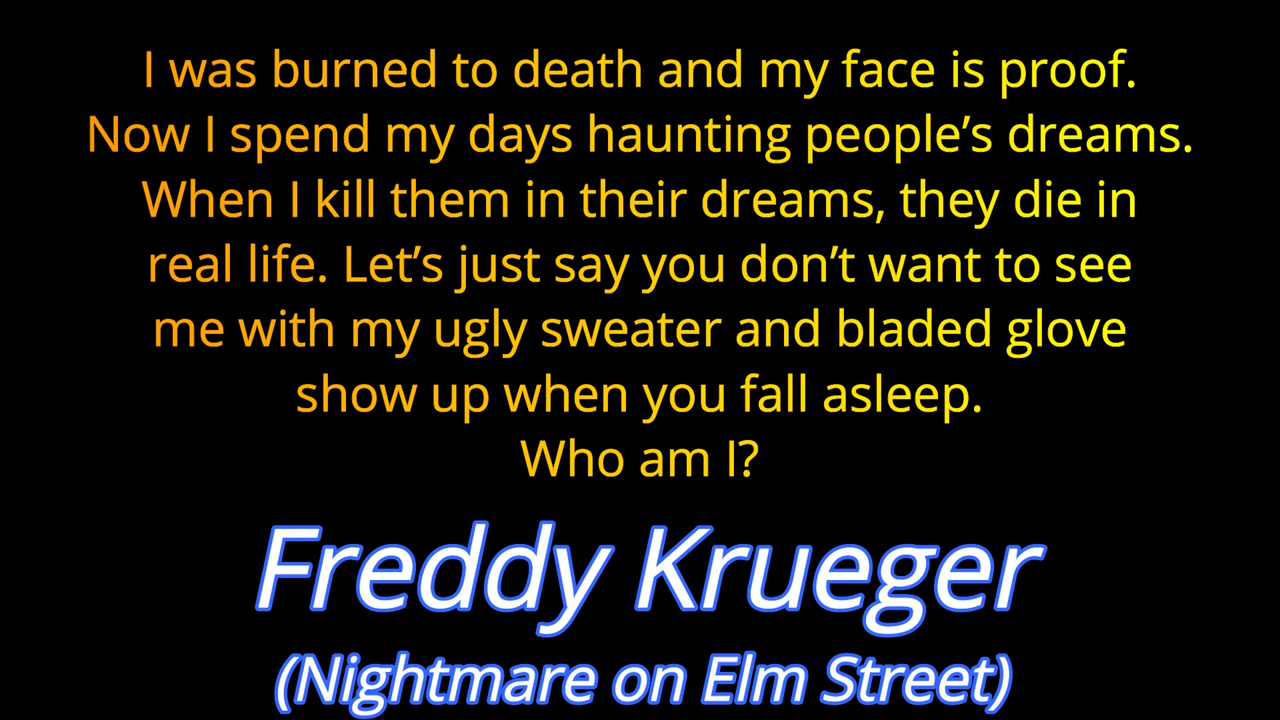 I was burned to death and my face is proof.
Now I spend my days haunting people’s dreams.
When I kill them in their dreams, they die in
real life. Let’s just say you don’t want to see
me with my ugly sweater and bladed glove
show up when you fall asleep.
Who am I?
Freddy Krueger
(Nightmare on Elm Street)